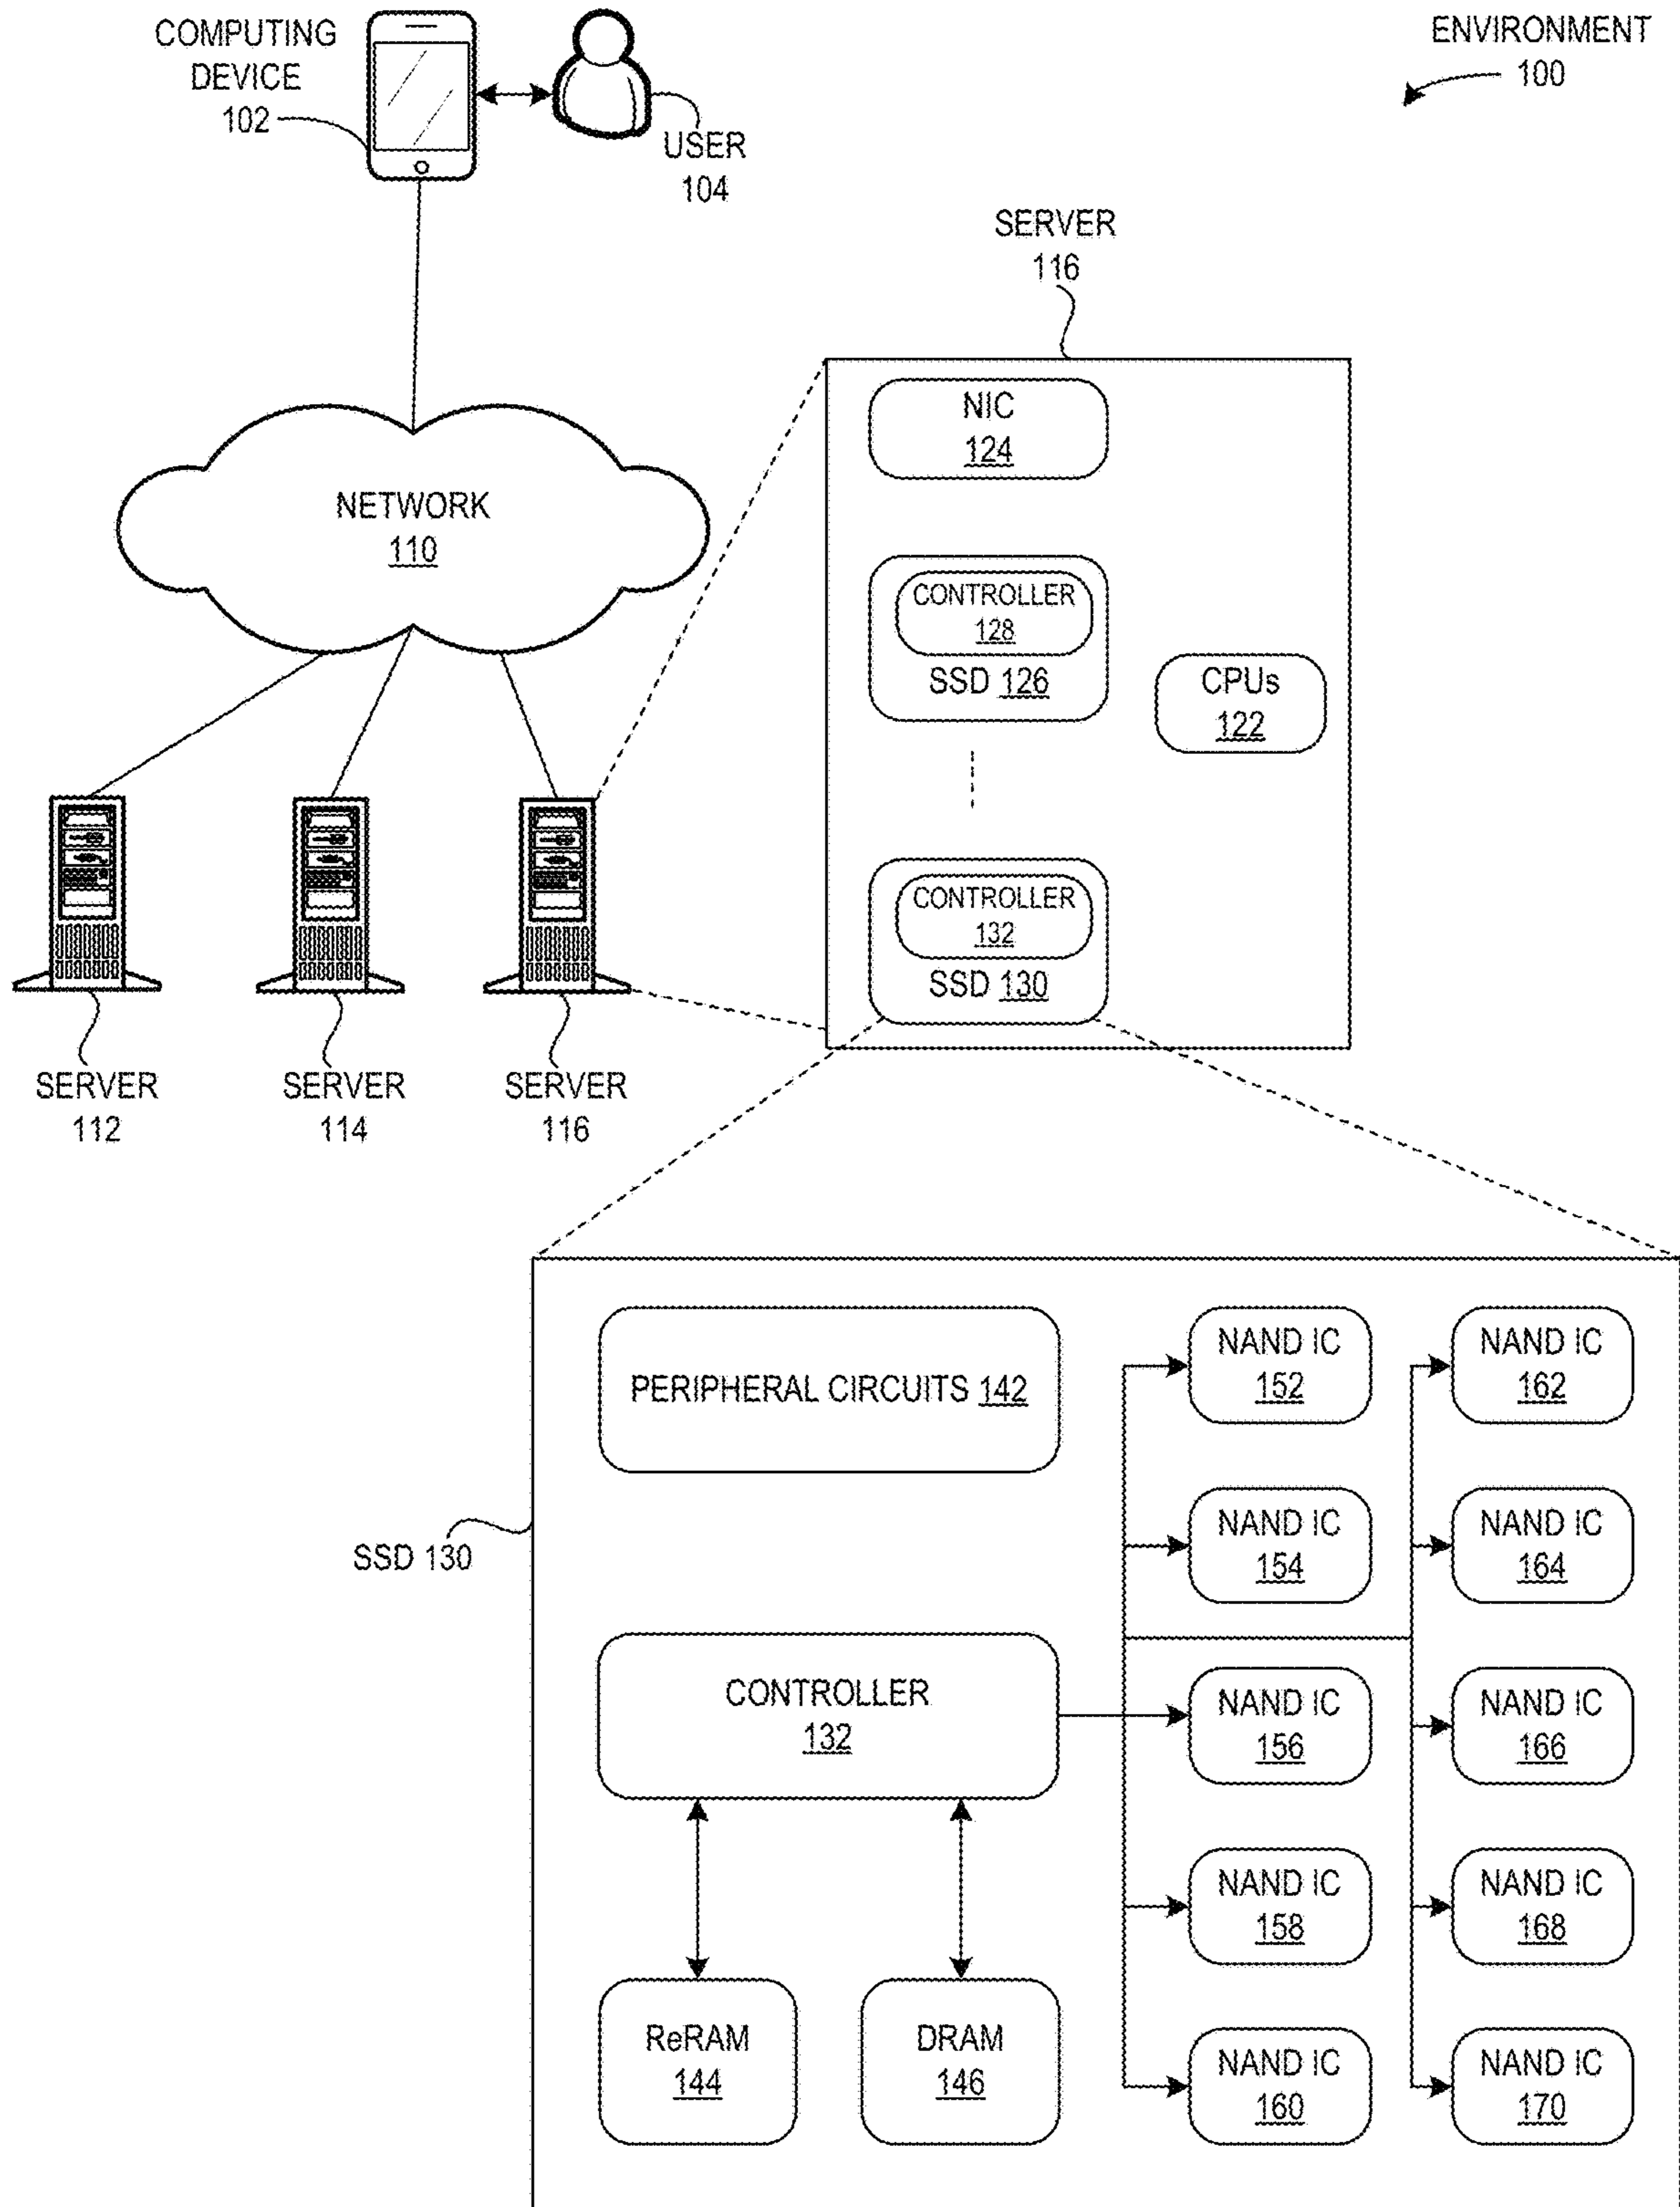 COMPUTING
DEVICE
102
USER
104
ENVIRONMENT
100
SERVER
116
NIC
124
NETWORK
110
CONTROLLER
128
SSD 126
CPUs
122
CONTROLLER
132
SSD 130
SERVER
112
SERVER
114
SERVER
116
SSD 130
PERIPHERAL CIRCUITS 142
CONTROLLER
132
ReRAM
144
DRAM
146
NAND IC
152
NAND IC
162
NAND IC
154
NAND IC
164
NAND IC
156
NAND IC
166
NAND IC
158
NAND IC
168
NAND IC
160
NAND IC
170